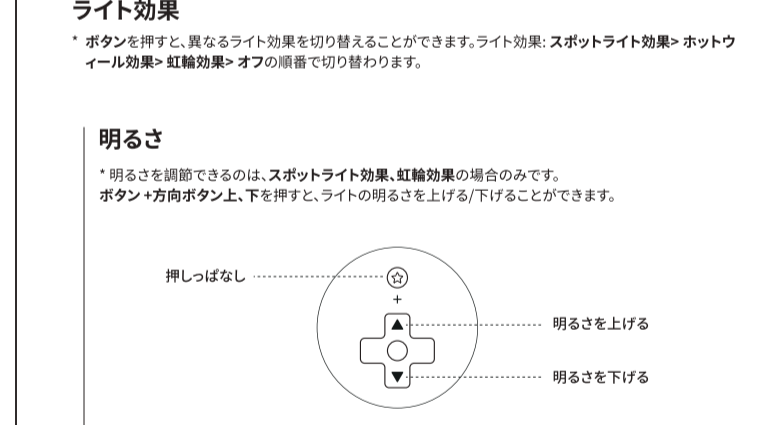 ライト効果
* ボタンを押すと、異なるライト効果を切り替えることができます。ライト効果: スポットライト効果> ホットウ
ィール効果> 虹輪効果> オフの順番で切り替わります。
明るさ
* 明るさを調節できるのは、スポットライト効果、虹輪効果の場合のみです。
ボタン +方向ボタン上、下を押すと、ライトの明るさを上げる/下げることができます。
押しっぱなし
+
明るさを上げる
明るさを下げる